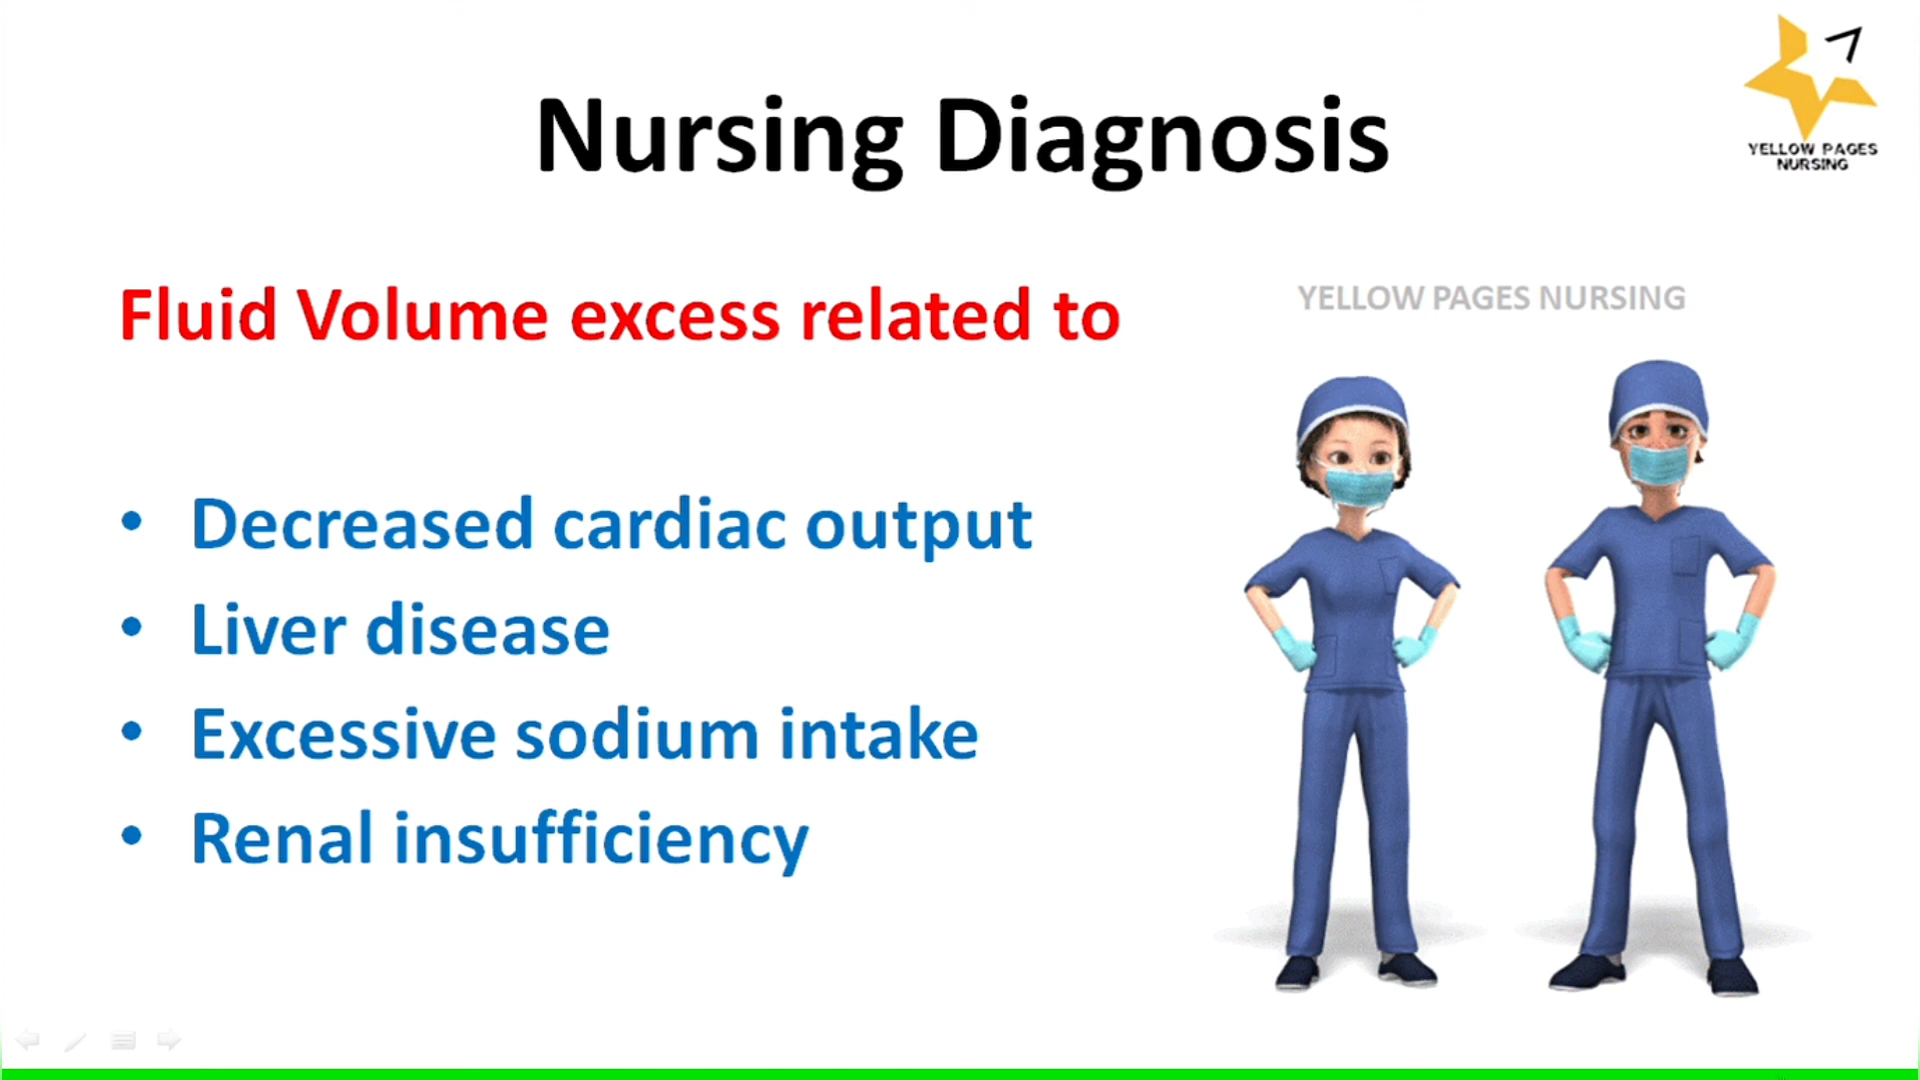 Nursing Diagnosis
YELLOW PAGES
NURSING
Fluid Volume excess related to
YELLOW PAGES NURSING
• Decreased cardiac output
• Liver disease
• Excessive sodium intake
• Renal insufficiency